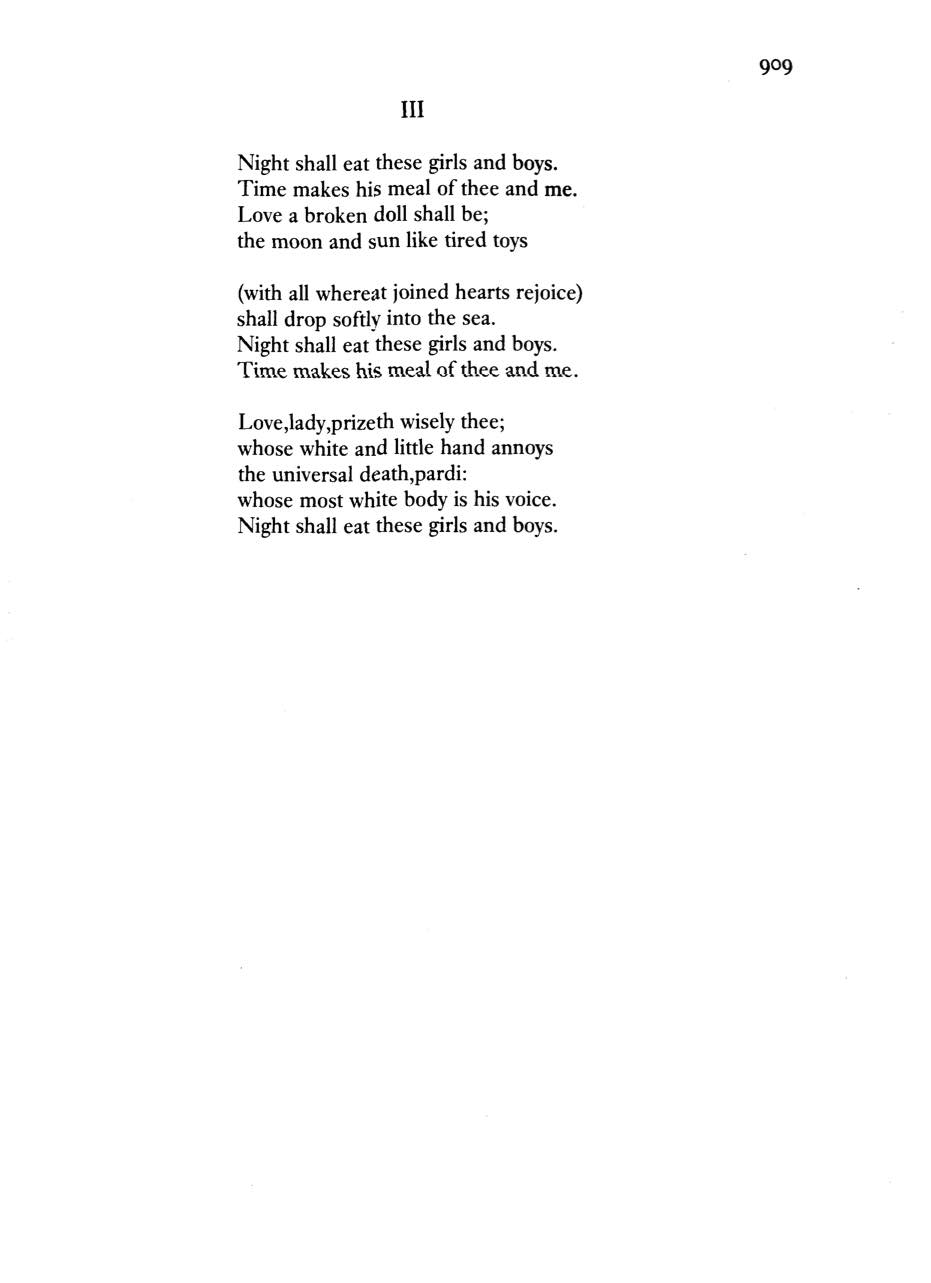 909
III
Night shall eat these girls and boys.
Time makes his meal of thee and me.
Love a broken doll shall be;
the moon and sun like tired toys
(with all whereat joined hearts rejoice)
shall drop softly into the sea.
Night shall eat these girls and boys.
Time makes his meal of thee and me.
Love,lady,prizeth wisely thee;
whose white and little hand annoys
the universal death,pardi:
whose most white body is his voice.
Night shall eat these girls and boys.